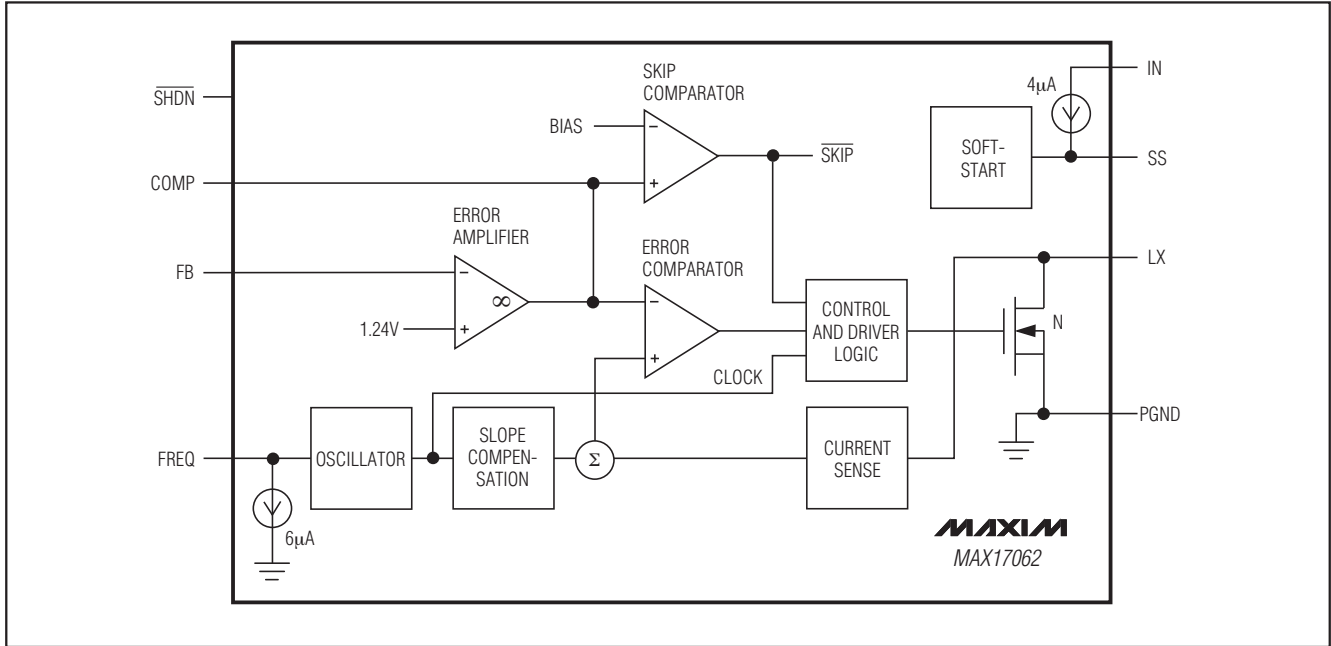 SKIP
COMPARATOR
IN
4μA
SHDN
BIAS
−
SKIP
SOFT-
START
SS
COMP
+
ERROR
AMPLIFIER
ERROR
COMPARATOR
LX
FB
−
∞
−
1.24V
+
CONTROL
AND DRIVER
LOGIC
N
+
CLOCK
PGND
FREQ
OSCILLATOR
SLOPE
COMPEN-
SATION
Σ
CURRENT
SENSE
6μA
MAXIM
MAX17062